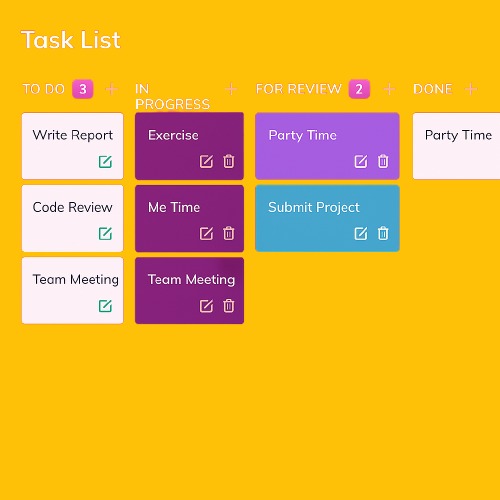 Task List
TO DO 3 +
IN PROGRESS +
FOR REVIEW 2 +
DONE +
Write Report
Code Review
Team Meeting
Exercise
Me Time
Team Meeting
Party Time
Submit Project
Party Time